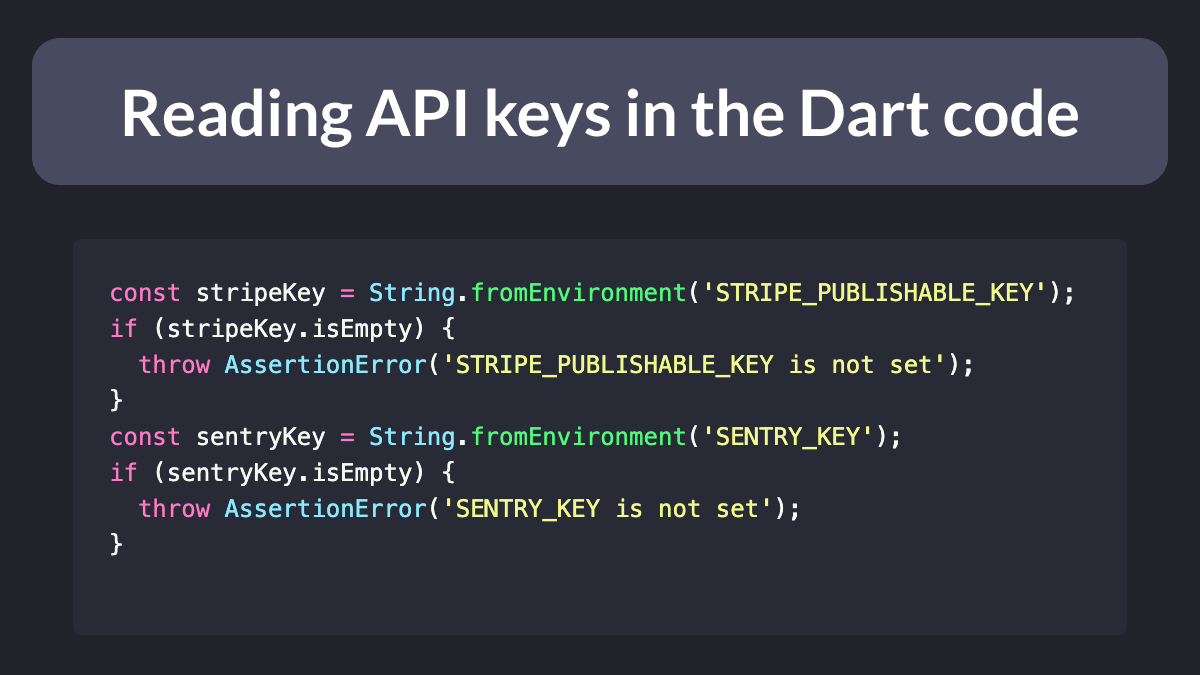 Reading API keys in the Dart code
const stripeKey = String.fromEnvironment('STRIPE_PUBLISHABLE_KEY');
if (stripeKey.isEmpty) {
  throw AssertionError('STRIPE_PUBLISHABLE_KEY is not set');
}
const sentryKey = String.fromEnvironment('SENTRY_KEY');
if (sentryKey.isEmpty) {
  throw AssertionError('SENTRY_KEY is not set');
}